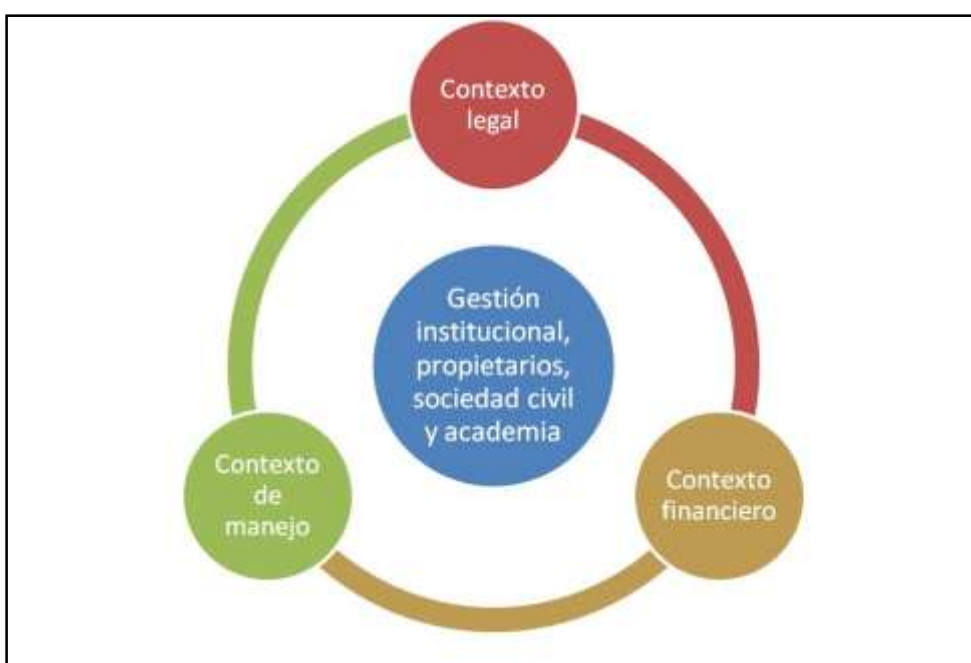 Contexto
legal
Gestión
institucional,
propietarios,
sociedad civil
y academia
Contexto
de
manejo
Contexto
financiero